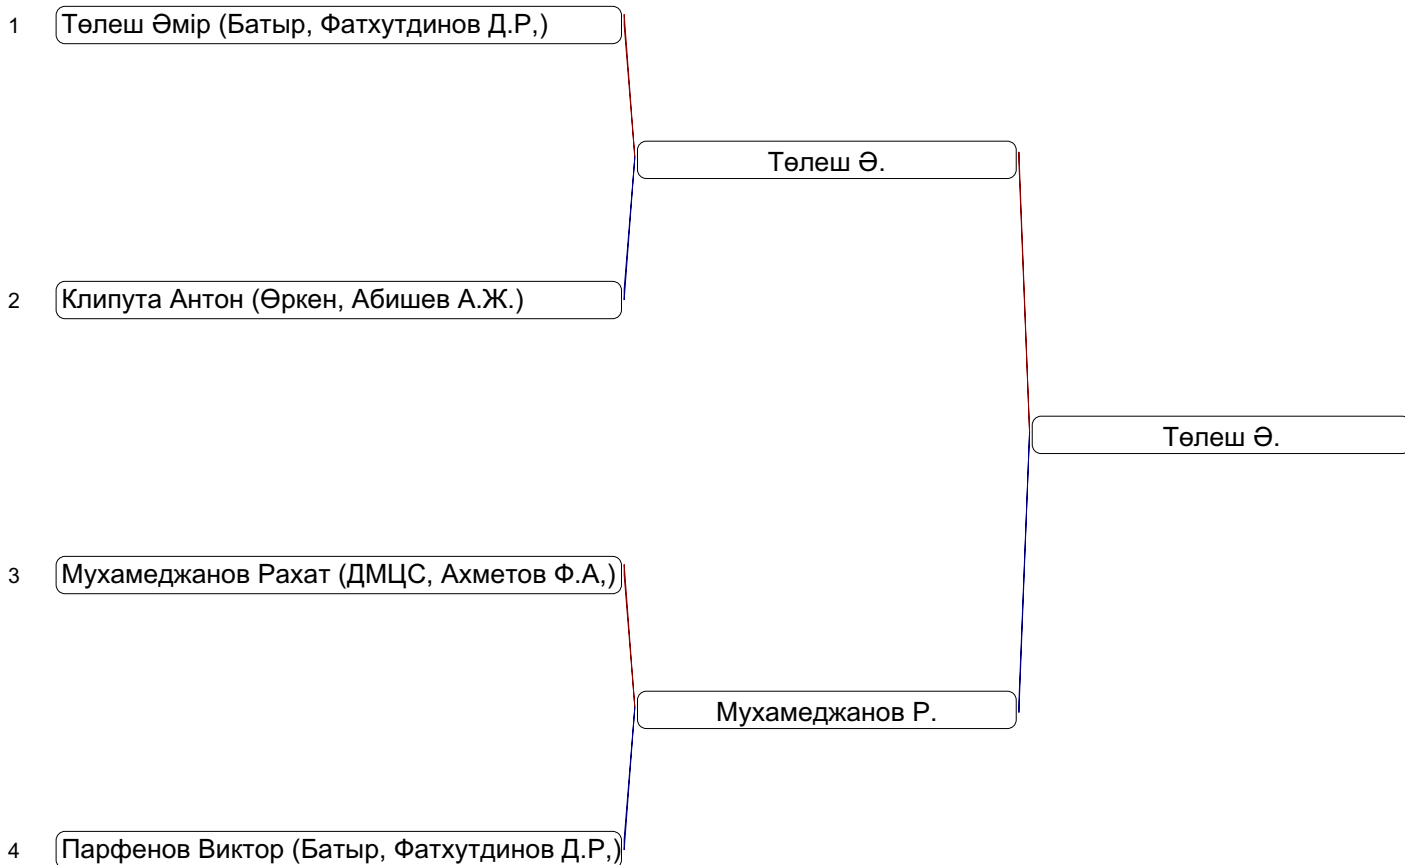 1 Төлеш Әмір (Батыр, Фатхутдинов Д.Р,)
Төлеш Ә.
2 Клипута Антон (Өркен, Абишев А.Ж.)
Төлеш Ә.
3 Мухамеджанов Рахат (ДМЦС, Ахметов Ф.А,)
Мухамеджанов Р.
4 Парфенов Виктор (Батыр, Фатхутдинов Д.Р,)